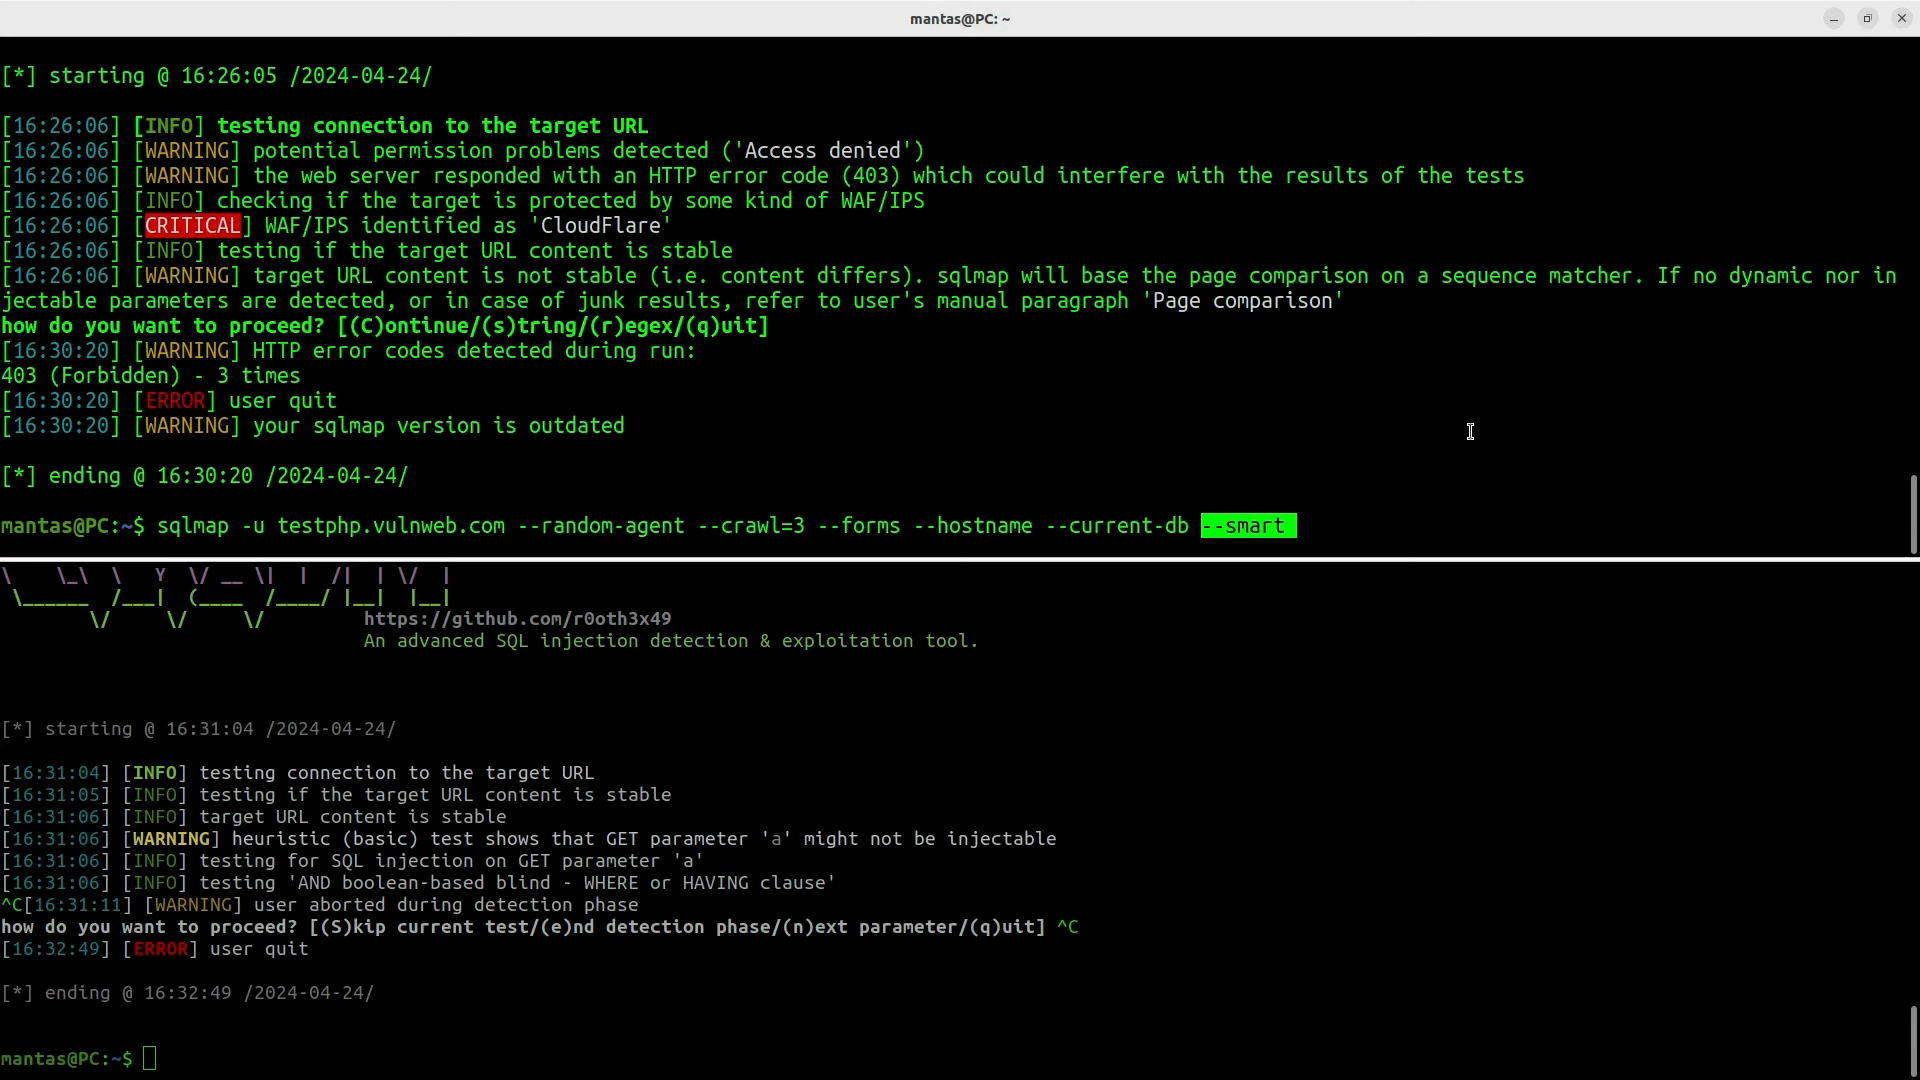 mantas@PC: ~
[*] starting @ 16:26:05 /2024-04-24/
[16:26:06] [INFO] testing connection to the target URL
[16:26:06] [WARNING] potential permission problems detected ('Access denied')
[16:26:06] [WARNING] the web server responded with an HTTP error code (403) which could interfere with the results of the tests
[16:26:06] [INFO] checking if the target is protected by some kind of WAF/IPS
[16:26:06] [CRITICAL] WAF/IPS identified as 'CloudFlare'
[16:26:06] [INFO] testing if the target URL content is stable
[16:26:06] [WARNING] target URL content is not stable (i.e. content differs). sqlmap will base the page comparison on a sequence matcher. If no dynamic nor in
jectable parameters are detected, or in case of junk results, refer to user's manual paragraph 'Page comparison'
how do you want to proceed? [(C)ontinue/(s)tring/(r)egex/(q)uit]
[16:30:20] [WARNING] HTTP error codes detected during run:
403 (Forbidden) - 3 times
[16:30:20] [ERROR] user quit
[16:30:20] [WARNING] your sqlmap version is outdated
[*] ending @ 16:30:20 /2024-04-24/
mantas@PC:~$ sqlmap -u testphp.vulnweb.com --random-agent --crawl=3 --forms --hostname --current-db --smart
https://github.com/r0oth3x49
An advanced SQL injection detection & exploitation tool.
[*] starting @ 16:31:04 /2024-04-24/
[16:31:04] [INFO] testing connection to the target URL
[16:31:05] [INFO] testing if the target URL content is stable
[16:31:06] [INFO] target URL content is stable
[16:31:06] [WARNING] heuristic (basic) test shows that GET parameter 'a' might not be injectable
[16:31:06] [INFO] testing for SQL injection on GET parameter 'a'
[16:31:06] [INFO] testing 'AND boolean-based blind - WHERE or HAVING clause'
^C[16:31:11] [WARNING] user aborted during detection phase
how do you want to proceed? [(S)kip current test/(e)nd detection phase/(n)ext parameter/(q)uit] ^C
[16:32:49] [ERROR] user quit
[*] ending @ 16:32:49 /2024-04-24/
mantas@PC:~$